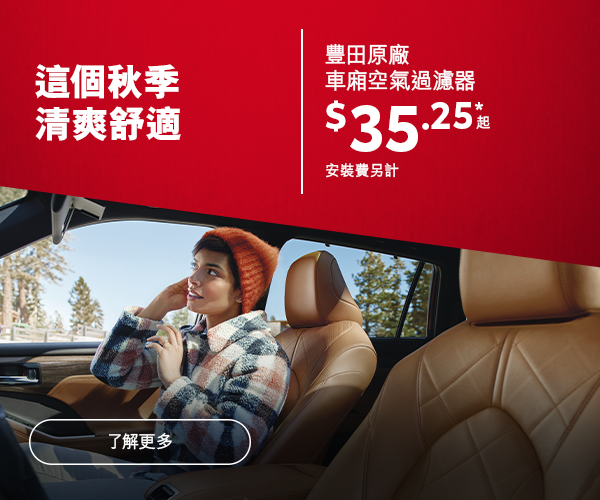 這個秋季
清爽舒適
豐田原廠
車廂空氣過濾器
$35.25*起
安裝費另計
了解更多